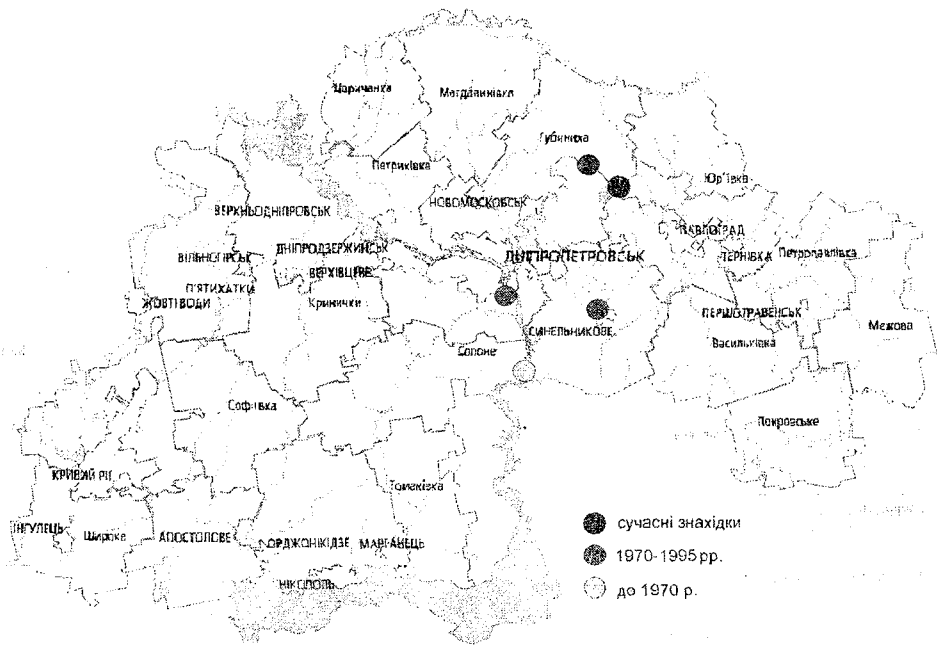 Царичанка
Магдалинівка
Губиниха
Петриківка
Юр'ївка
НОВОМОСКОВСЬК
ВЕРХНЬОДНІПРОВСЬК
ПАВЛОГРАД
ДНІПРОДЗЕРЖИНСЬК
ДНІПРОПЕТРОВСЬК
ВІЛЬНОГІРСЬК
ВЕРХІВЦЕВЕ
ТЕРНІВКА
Петропавлівка
П'ЯТИХАТКИ
ЖОВТІ ВОДИ
Кринички
ПЕРШОТРАВЕНСЬК
СИНЕЛЬНИКОВЕ
Межова
Васильківка
Солоне
Софіївка
Покровське
КРИВИЙ РІГ
Томаківка
ІНГУЛЕЦЬ
Широке
АПОСТОЛОВЕ
ОРДЖОНІКІДЗЕ
МАРГАНЕЦЬ
НІКОПОЛЬ
сучасні знахідки
1970-1995 рр.
до 1970 р.